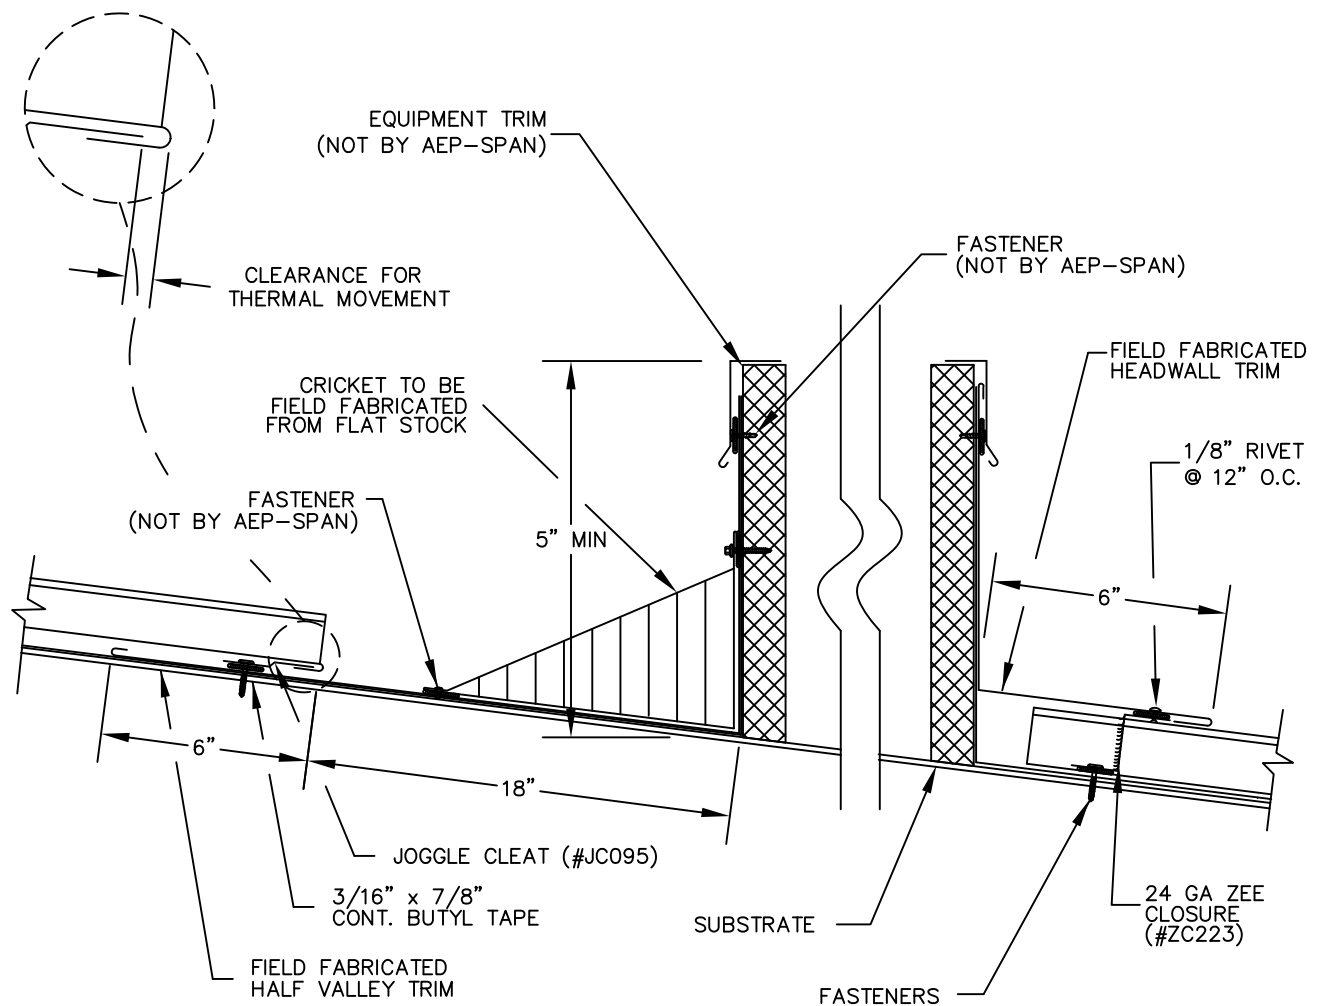 EQUIPMENT TRIM
(NOT BY AEP-SPAN)
FASTENER
(NOT BY AEP-SPAN)
CLEARANCE FOR
THERMAL MOVEMENT
FIELD FABRICATED
HEADWALL TRIM
CRICKET TO BE
FIELD FABRICATED
FROM FLAT STOCK
1/8" RIVET
@ 12" O.C.
FASTENER
(NOT BY AEP-SPAN)
5" MIN
6"
6"
18"
JOGGLE CLEAT (#JC095)
3/16" x 7/8"
CONT. BUTYL TAPE
SUBSTRATE
24 GA ZEE
CLOSURE
(#ZC223)
FIELD FABRICATED
HALF VALLEY TRIM
FASTENERS